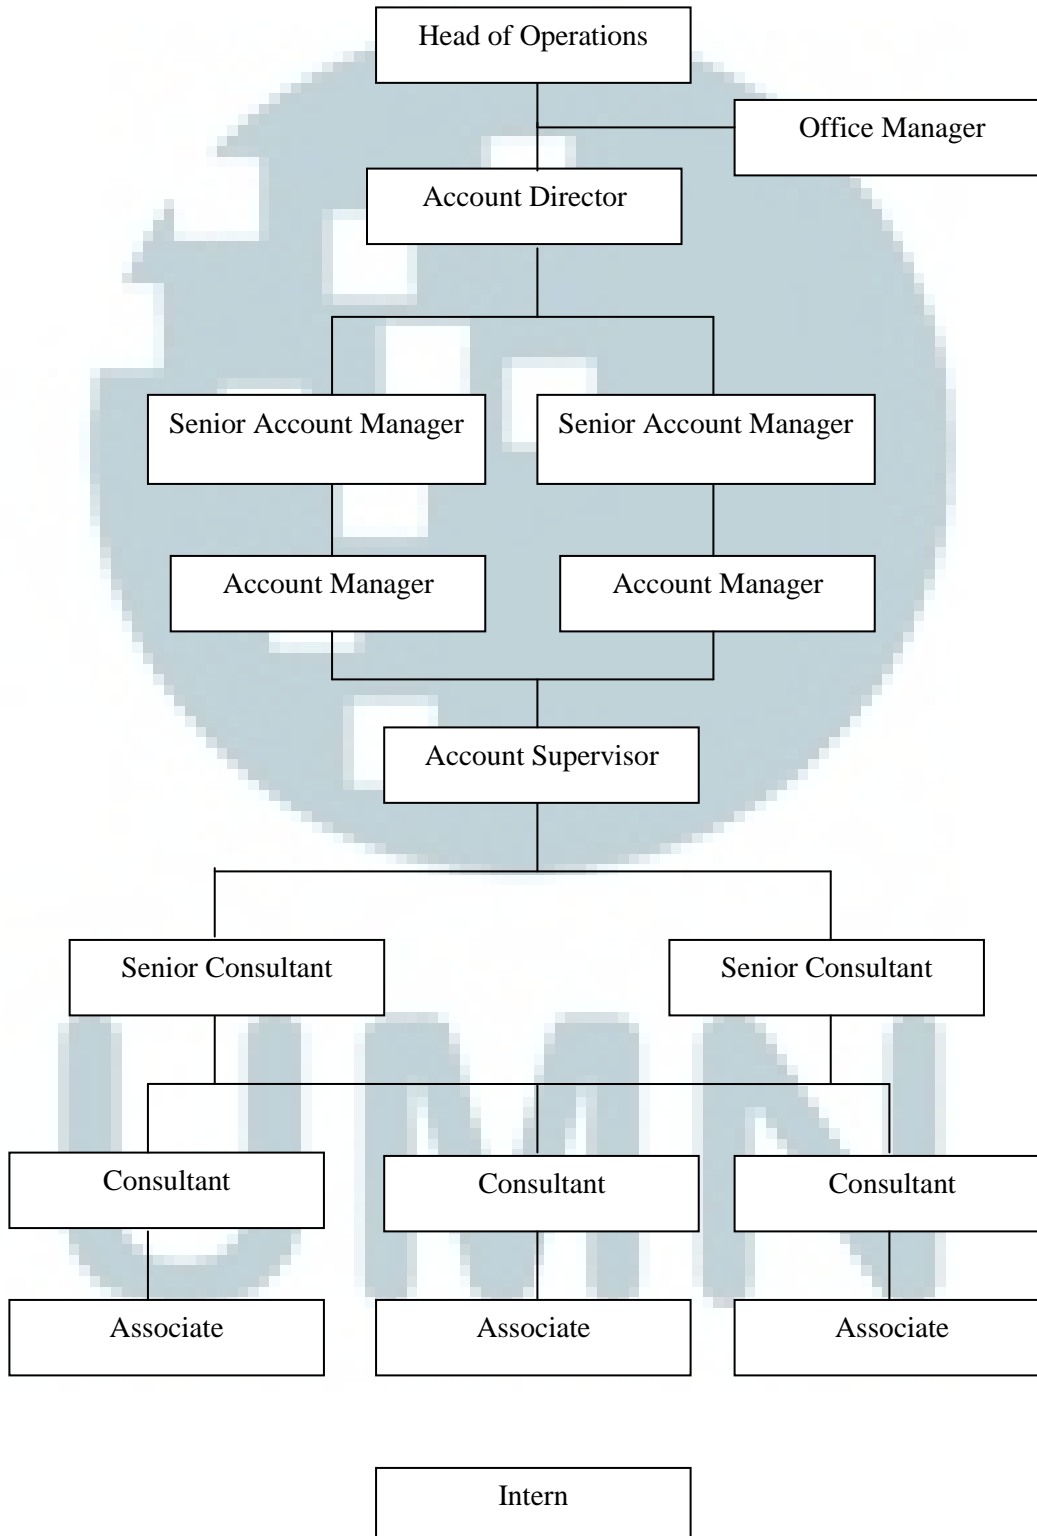 Head of Operations
Office Manager
Account Director
Senior Account Manager
Senior Account Manager
Account Manager
Account Manager
Account Supervisor
Senior Consultant
Senior Consultant
Consultant
Consultant
Consultant
Associate
Associate
Associate
Intern
UMN